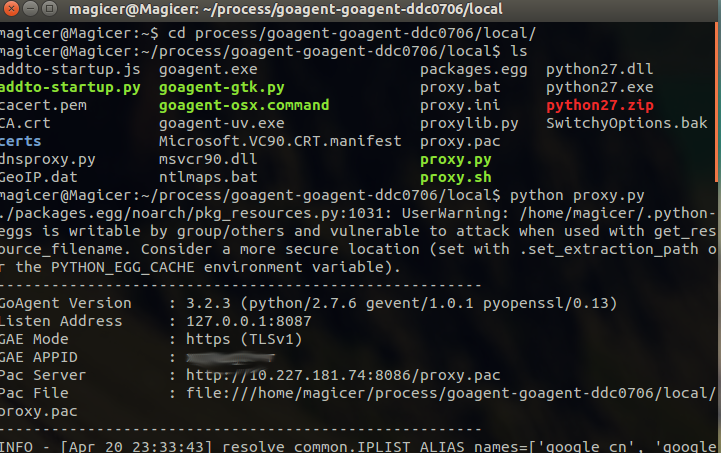 magicer@Magicer: ~/process/goagent-goagent-ddc0706/local
magicer@Magicer:~$ cd process/goagent-goagent-ddc0706/local/
magicer@Magicer:~/process/goagent-goagent-ddc0706/local$ ls
addto-startup.js goagent.exe packages.egg python27.dll
addto-startup.py goagent-gtk.py proxy.bat python27.exe
cacert.pem goagent-osx.command proxy.ini python27.zip
CA.crt goagent-uv.exe proxylib.py SwitchyOptions.bak
certs Microsoft.VC90.CRT.manifest proxy.pac
dnsproxy.py msvcr90.dll proxy.py
GeoIP.dat ntlmaps.bat proxy.sh
magicer@Magicer:~/process/goagent-goagent-ddc0706/local$ python proxy.py
./packages.egg/noarch/pkg_resources.py:1031: UserWarning: /home/magicer/.python-
eggs is writable by group/others and vulnerable to attack when used with get_res
ource_filename. Consider a more secure location (set with .set_extraction_path o
r the PYTHON_EGG_CACHE environment variable).
------------------------------------------------------
GoAgent Version : 3.2.3 (python/2.7.6 gevent/1.0.1 pyopenssl/0.13)
Listen Address : 127.0.0.1:8087
GAE Mode : https (TLSv1)
GAE APPID :
Pac Server : http://10.227.181.74:8086/proxy.pac
Pac File : file:///home/magicer/process/goagent-goagent-ddc0706/local/
proxy.pac
------------------------------------------------------
INFO - [Apr 20 23:33:43] resolve common.IPLIST_ALIAS names=['google_cn', 'google